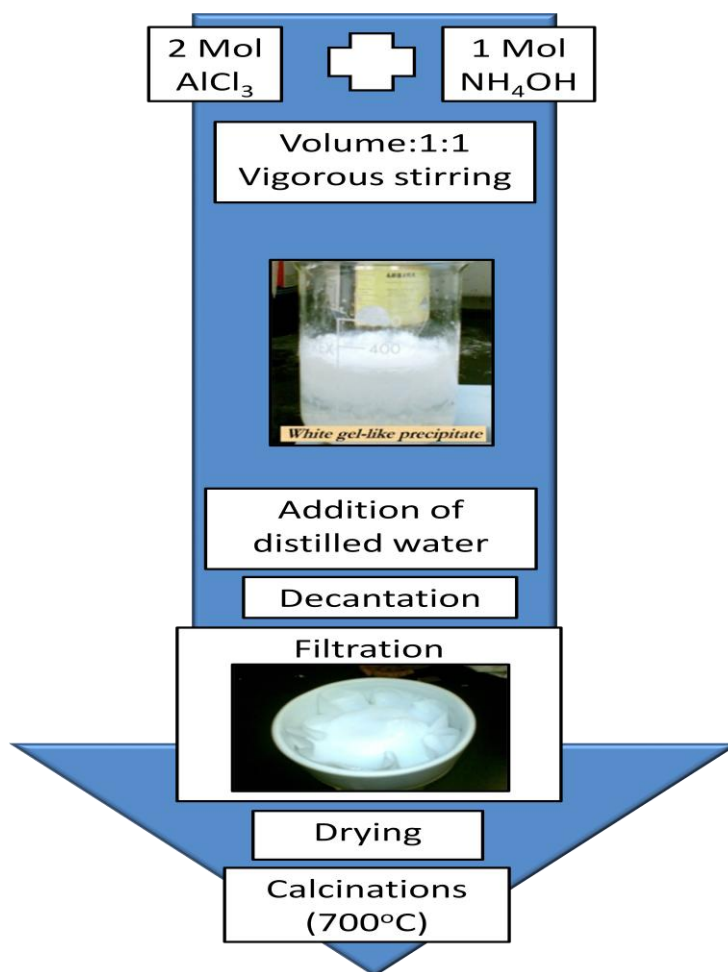 2 Mol
AlCl₃
1 Mol
NH₄OH
Volume:1:1
Vigorous stirring
400
White gel-like precipitate
Addition of
distilled water
Decantation
Filtration
Drying
Calcinations
(700°C)